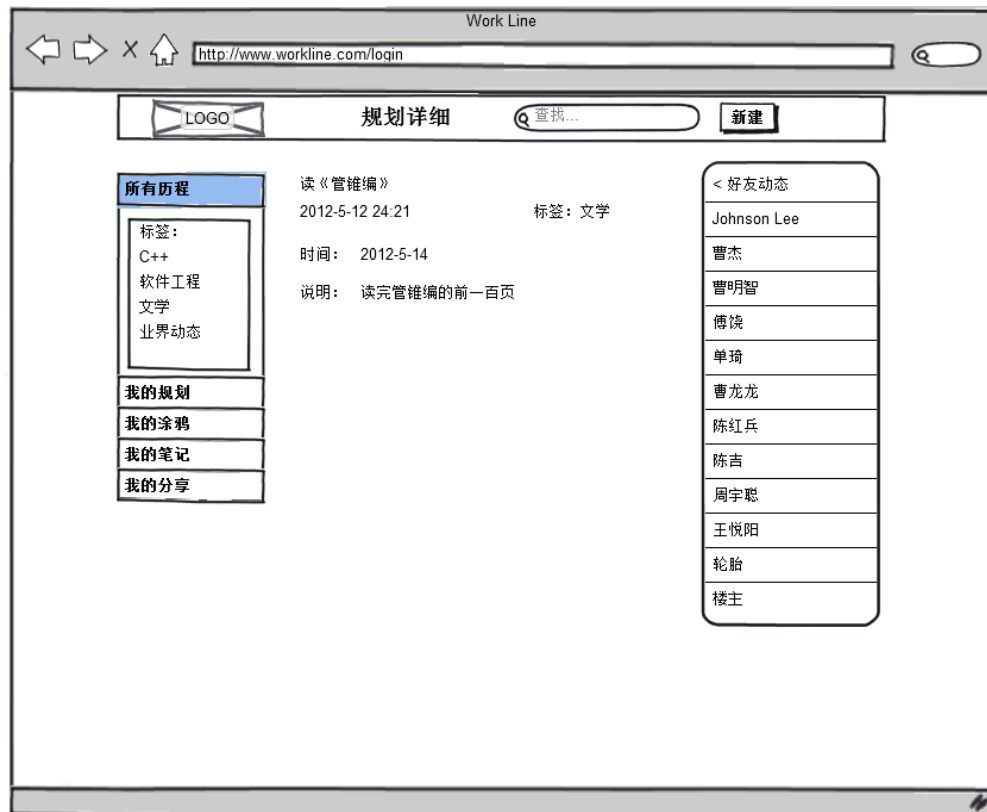 Work Line
http://www.workline.com/login
LOGO
规划详细
查找...
新建
所有历程
标签：
C++
软件工程
文学
业界动态
我的规划
我的涂鸦
我的笔记
我的分享
读《管锥编》
2012-5-12 24:21
标签：文学
时间： 2012-5-14
说明： 读完管锥编的前一百页
< 好友动态
Johnson Lee
曹杰
曹明智
傅饶
单琦
曹龙龙
陈红兵
陈吉
周宇聪
王悦阳
轮胎
楼主